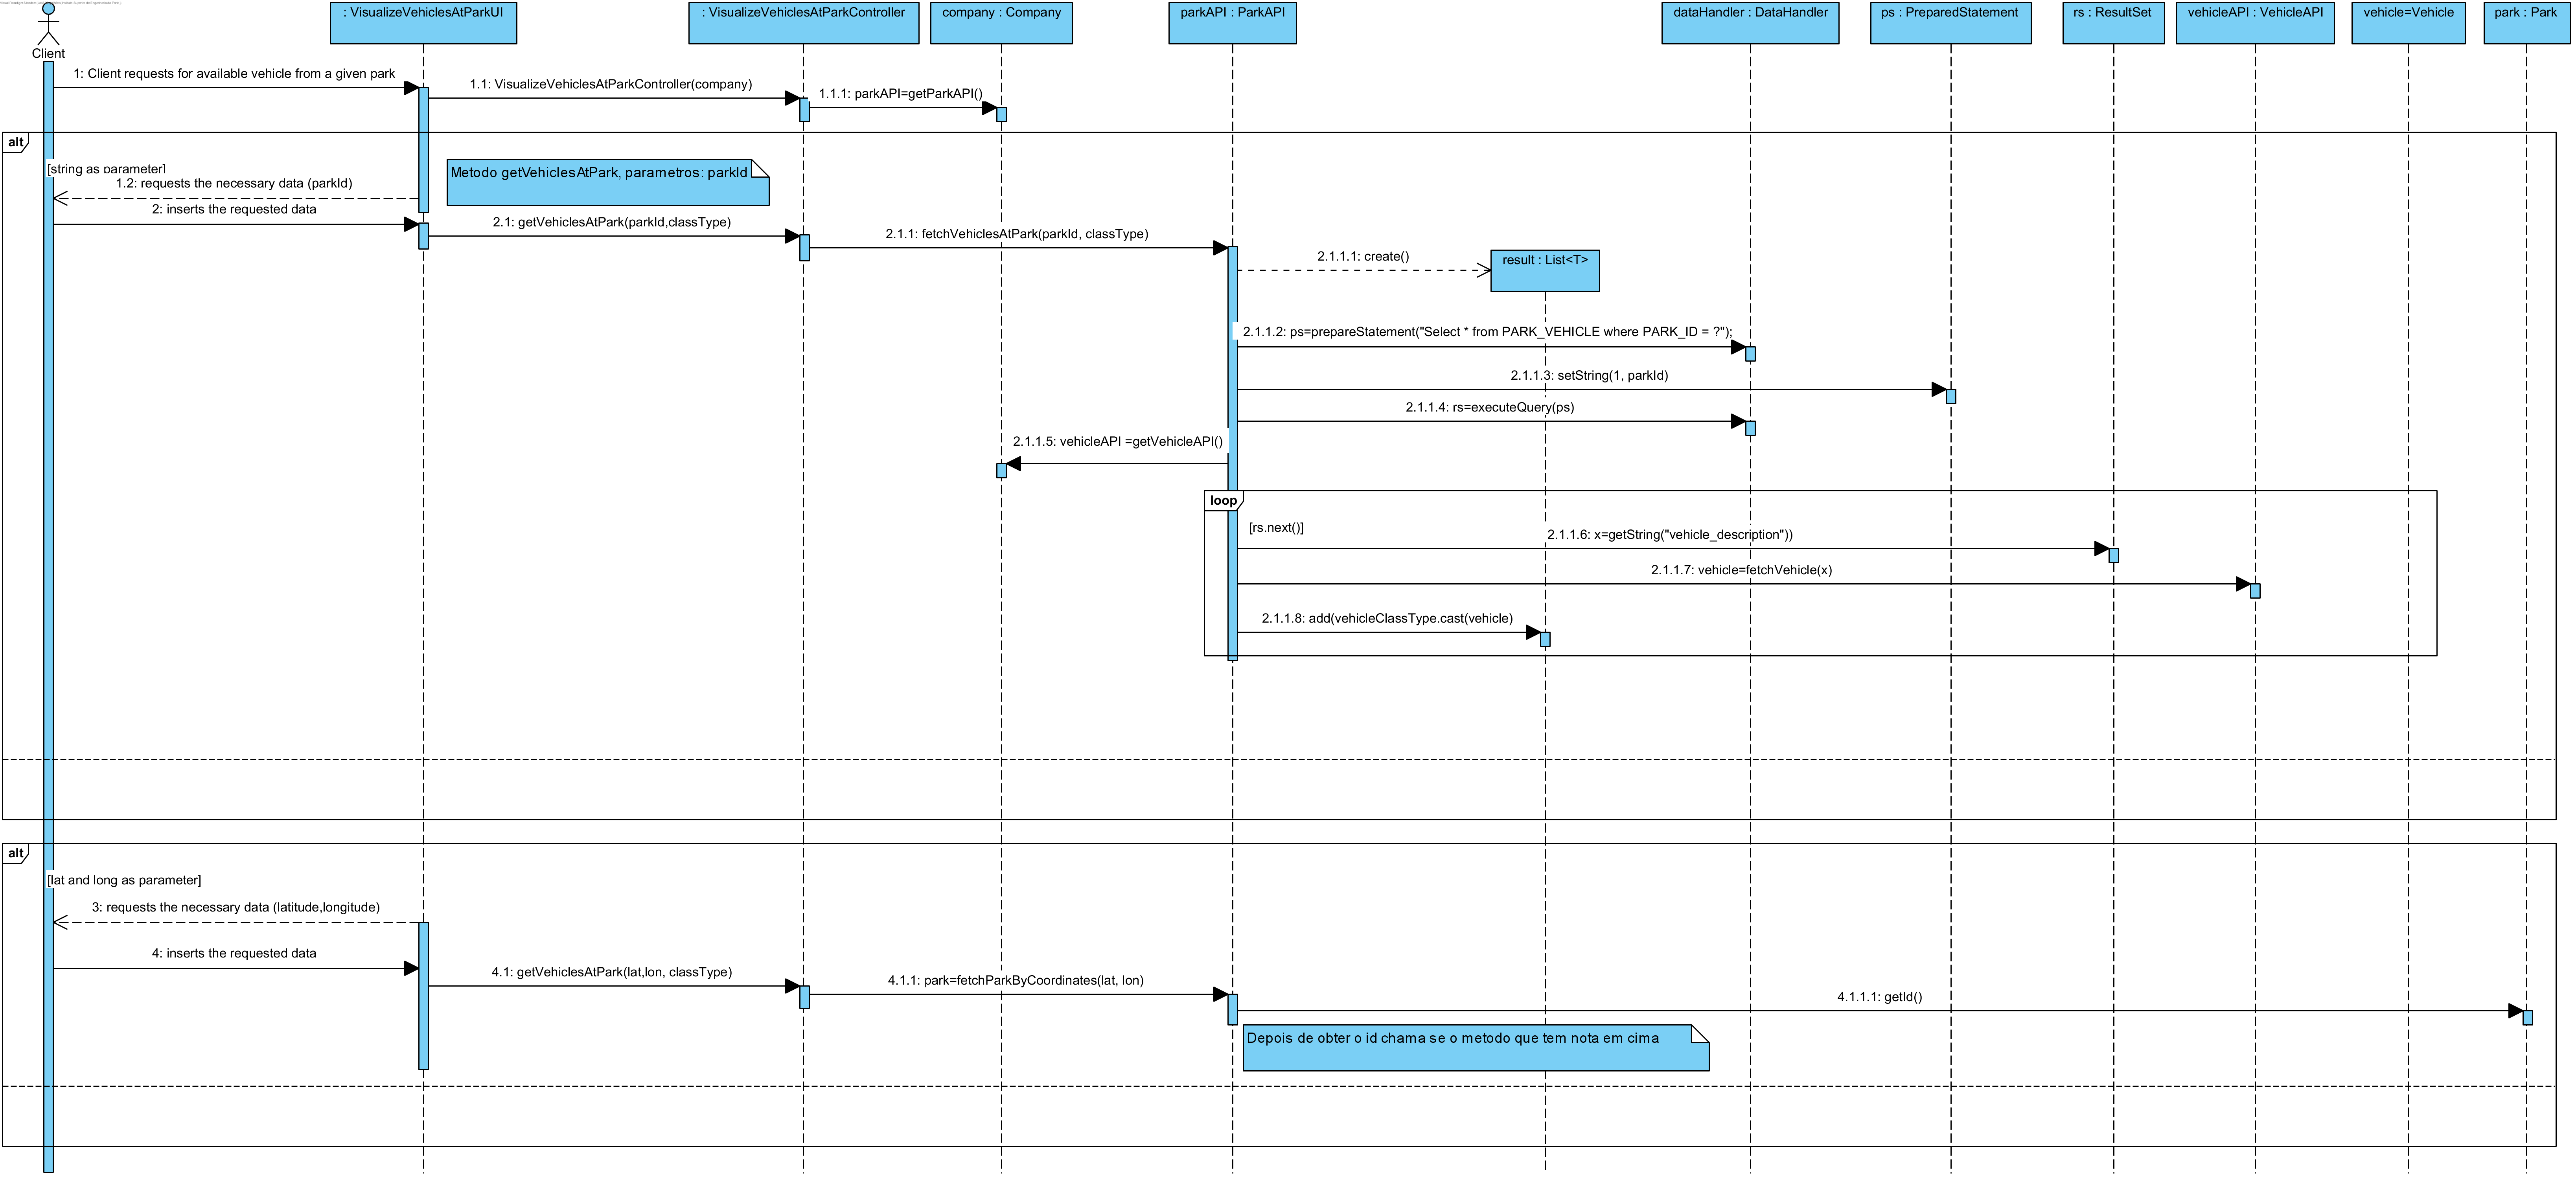 : VisualizeVehiclesAtParkUI
: VisualizeVehiclesAtParkController
company : Company
parkAPI : ParkAPI
dataHandler : DataHandler
ps : PreparedStatement
rs : ResultSet
vehicleAPI : VehicleAPI
vehicle=Vehicle
park : Park
Client
1: Client requests for available vehicle from a given park
1.1: VisualizeVehiclesAtParkController(company)
1.1.1: parkAPI=getParkAPI()
alt
[string as parameter]
1.2: requests the necessary data (parkId)
Metodo getVehiclesAtPark, parametros: parkId
2: inserts the requested data
2.1: getVehiclesAtPark(parkId,classType)
2.1.1: fetchVehiclesAtPark(parkId, classType)
2.1.1.1: create()
result : List<T>
2.1.1.2: ps=prepareStatement("Select * from PARK_VEHICLE where PARK_ID = ?");
2.1.1.3: setString(1, parkId)
2.1.1.4: rs=executeQuery(ps)
2.1.1.5: vehicleAPI =getVehicleAPI()
loop
[rs.next()]
2.1.1.6: x=getString("vehicle_description"))
2.1.1.7: vehicle=fetchVehicle(x)
2.1.1.8: add(vehicleClassType.cast(vehicle)
alt
[lat and long as parameter]
3: requests the necessary data (latitude,longitude)
4: inserts the requested data
4.1: getVehiclesAtPark(lat,lon, classType)
4.1.1: park=fetchParkByCoordinates(lat, lon)
4.1.1.1: getId()
Depois de obter o id chama se o metodo que tem nota em cima